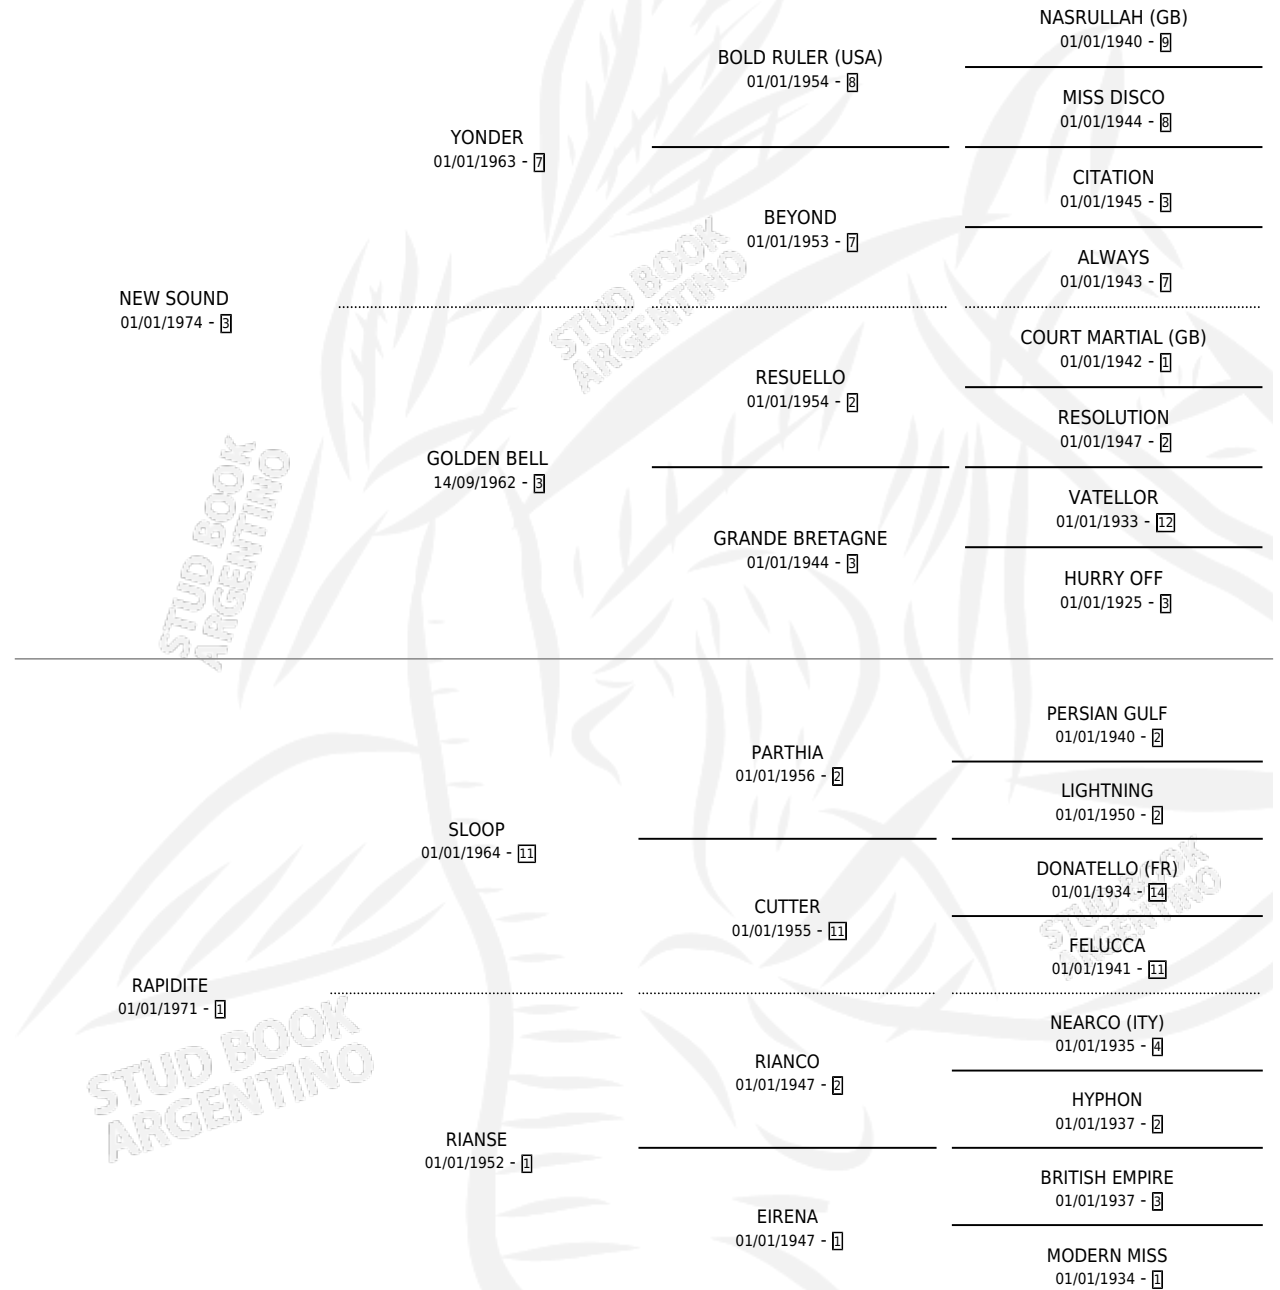 NASRULLAH (GB)
01/01/1940 - 9
BOLD RULER (USA)
01/01/1954 - 8
MISS DISCO
01/01/1944 - 8
YONDER
01/01/1963 - 7
CITATION
01/01/1945 - 3
BEYOND
01/01/1953 - 7
ALWAYS
01/01/1943 - 7
NEW SOUND
01/01/1974 - 3
COURT MARTIAL (GB)
01/01/1942 - 1
RESUELLO
01/01/1954 - 2
RESOLUTION
01/01/1947 - 2
GOLDEN BELL
14/09/1962 - 3
VATELLOR
01/01/1933 - 12
GRANDE BRETAGNE
01/01/1944 - 3
HURRY OFF
01/01/1925 - 3
PERSIAN GULF
01/01/1940 - 2
PARTHIA
01/01/1956 - 2
LIGHTNING
01/01/1950 - 2
SLOOP
01/01/1964 - 11
DONATELLO (FR)
01/01/1934 - 14
CUTTER
01/01/1955 - 11
FELUCCA
01/01/1941 - 11
RAPIDITE
01/01/1971 - 1
NEARCO (ITY)
01/01/1935 - 4
RIANCO
01/01/1947 - 2
HYPHON
01/01/1937 - 2
RIANSE
01/01/1952 - 1
BRITISH EMPIRE
01/01/1937 - 3
EIRENA
01/01/1947 - 1
MODERN MISS
01/01/1934 - 1
STUD BOOK
ARGENTINO
STUD BOOK
ARGENTINO
STUD BOOK
ARGENTINO
STUD BOOK
ARGENTINO